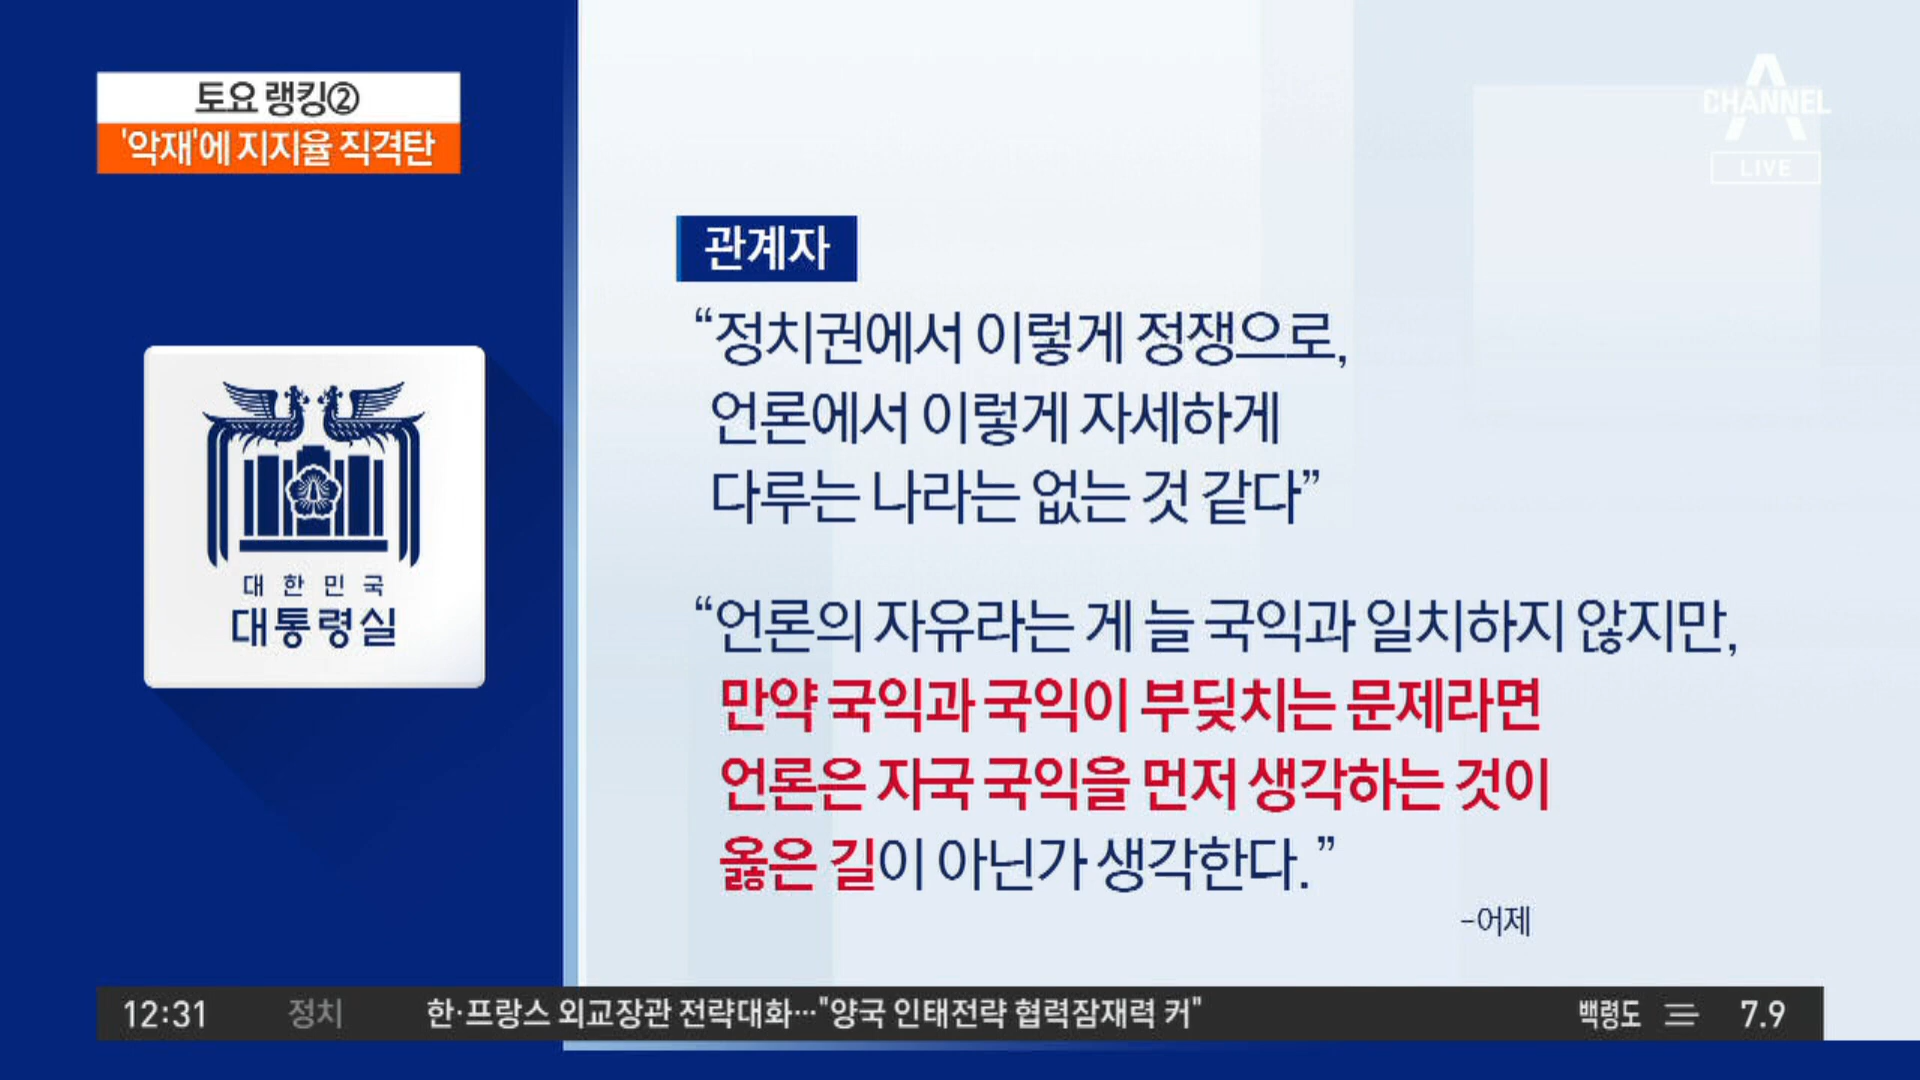 토요 랭킹②
'악재'에 지지율 직격탄
CHANNEL A
LIVE
관계자
“정치권에서 이렇게 정쟁으로,
언론에서 이렇게 자세하게
다루는 나라는 없는 것 같다”
“언론의 자유라는 게 늘 국익과 일치하지 않지만,
만약 국익과 국익이 부딪치는 문제라면
언론은 자국 국익을 먼저 생각하는 것이
옳은 길이 아닌가 생각한다.”
-어제
대한민국
대통령실
12:31 정치 한·프랑스 외교장관 전략대화…"양국 인태전략 협력잠재력 커" 백령도 7.9